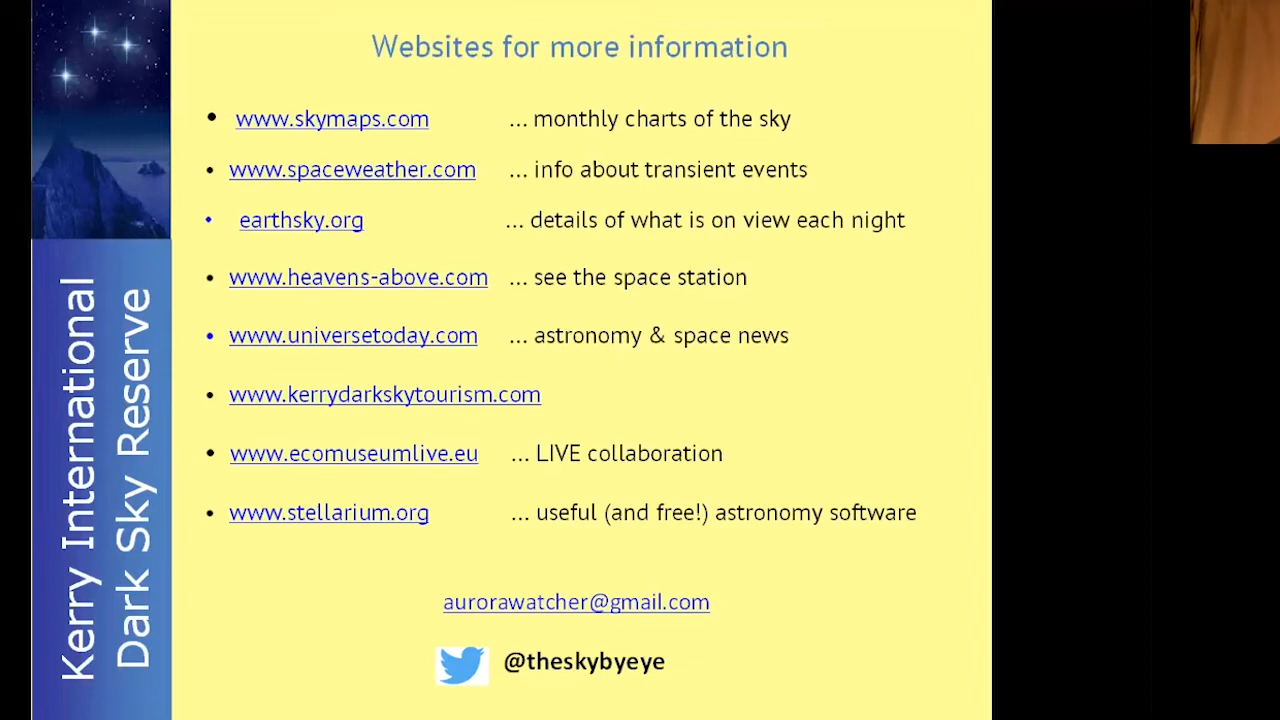 Websites for more information
• www.skymaps.com ... monthly charts of the sky
• www.spaceweather.com ... info about transient events
• earthsky.org ... details of what is on view each night
• www.heavens-above.com ... see the space station
• www.universetoday.com ... astronomy & space news
• www.kerrydarkskytourism.com
• www.ecomuseumlive.eu ... LIVE collaboration
• www.stellarium.org ... useful (and free!) astronomy software
aurorawatcher@gmail.com
@theskybyeye
Kerry International
Dark Sky Reserve